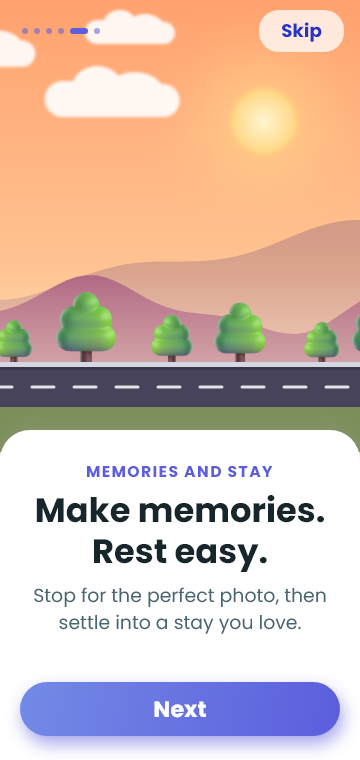 Skip
MEMORIES AND STAY
Make memories.
Rest easy.
Stop for the perfect photo, then
settle into a stay you love.
Next